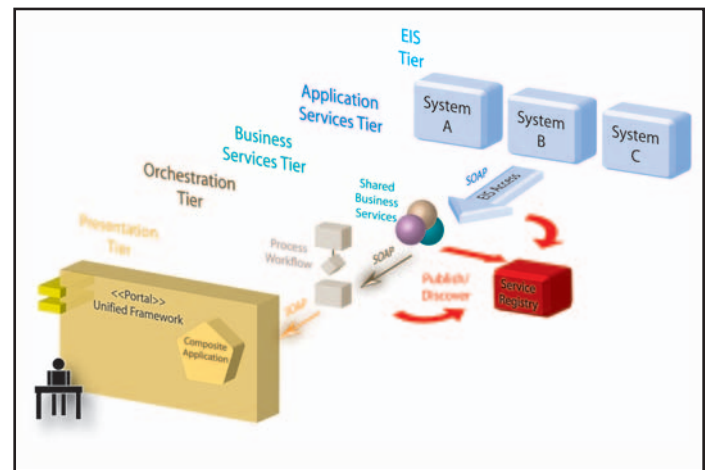 EIS
Tier
Application
Services Tier
Business
Services Tier
Orchestration
Tier
Presentation
Tier
System
A
System
B
System
C
SOAP
EIS Access
Shared
Business
Services
Process
Workflow
SOAP
Publish/
Discover
Service
Registry
SOAP
<<Portal>>
Unified Framework
Composite
Application